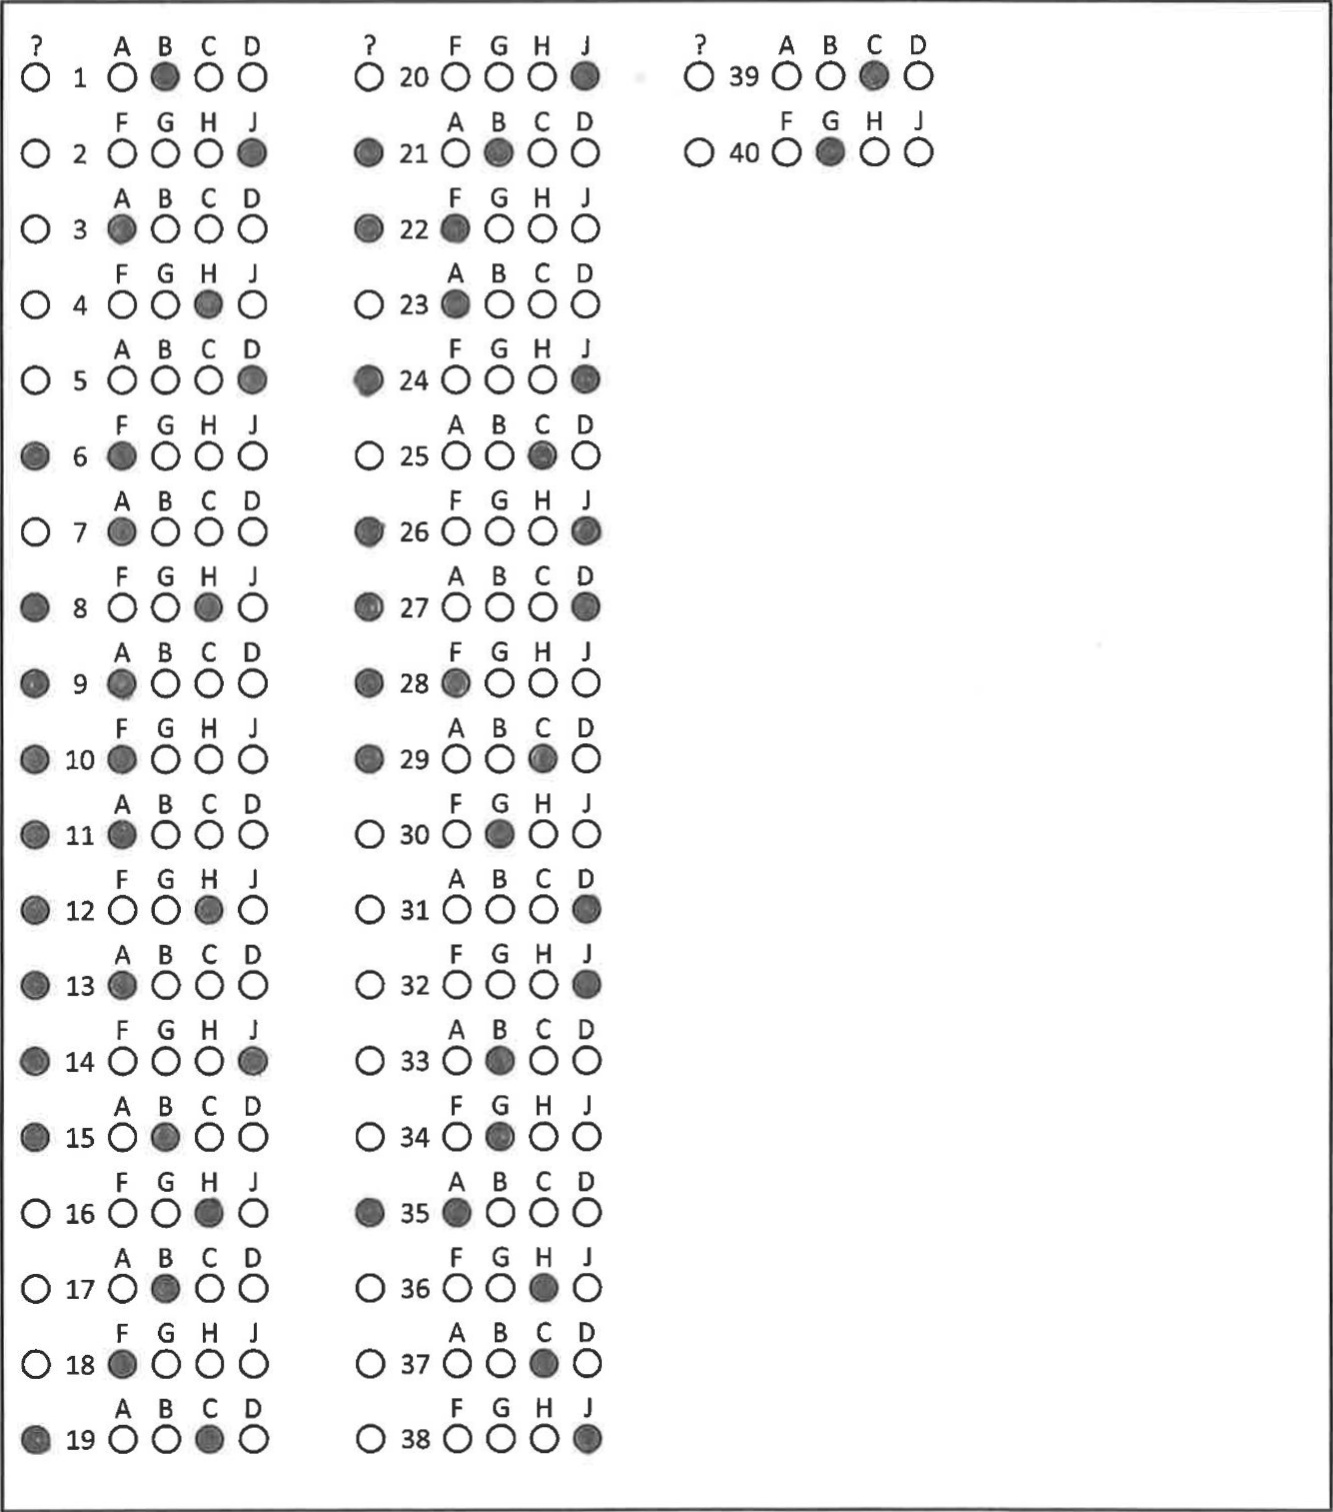 ? A B C D
1
F G H J
2
A B C D
3
F G H J
4
A B C D
5
F G H J
6
A B C D
7
F G H J
8
A B C D
9
F G H J
10
A B C D
11
F G H J
12
A B C D
13
F G H J
14
A B C D
15
F G H J
16
A B C D
17
F G H J
18
A B C D
19
? F G H J
20
A B C D
21
F G H J
22
A B C D
23
F G H J
24
A B C D
25
F G H J
26
A B C D
27
F G H J
28
A B C D
29
F G H J
30
A B C D
31
F G H J
32
A B C D
33
F G H J
34
A B C D
35
F G H J
36
A B C D
37
F G H J
38
? A B C D
39
F G H J
40